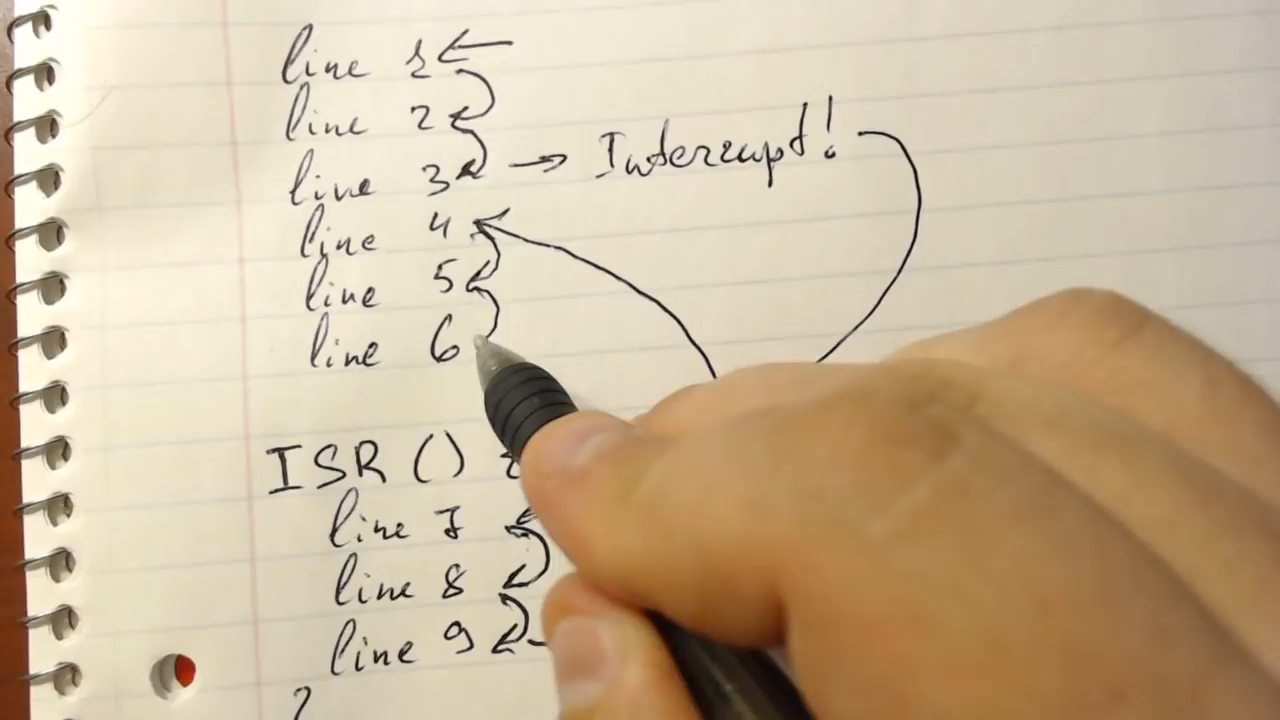 line 1
line 2
line 3 → Interrupt!
line 4
line 5
line 6
ISR () {
line 7
line 8
line 9
}